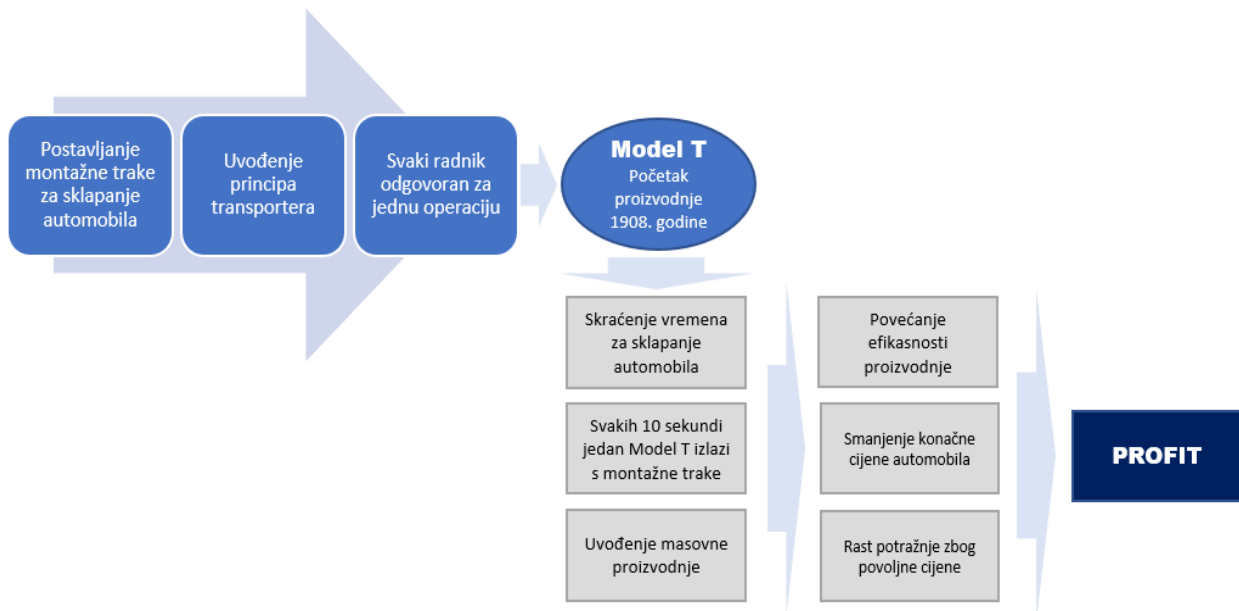 Postavljanje
montažne trake
za sklapanje
automobila
Uvođenje
principa
transportera
Svaki radnik
odgovoran za
jednu operaciju
Model T
Početak
proizvodnje
1908. godine
Skraćenje vremena
za sklapanje
automobila
Svakih 10 sekundi
jedan Model T izlazi
s montažne trake
Uvođenje masovne
proizvodnje
Povećanje
efikasnosti
proizvodnje
Smanjenje konačne
cijene automobila
Rast potražnje zbog
povoljne cijene
PROFIT